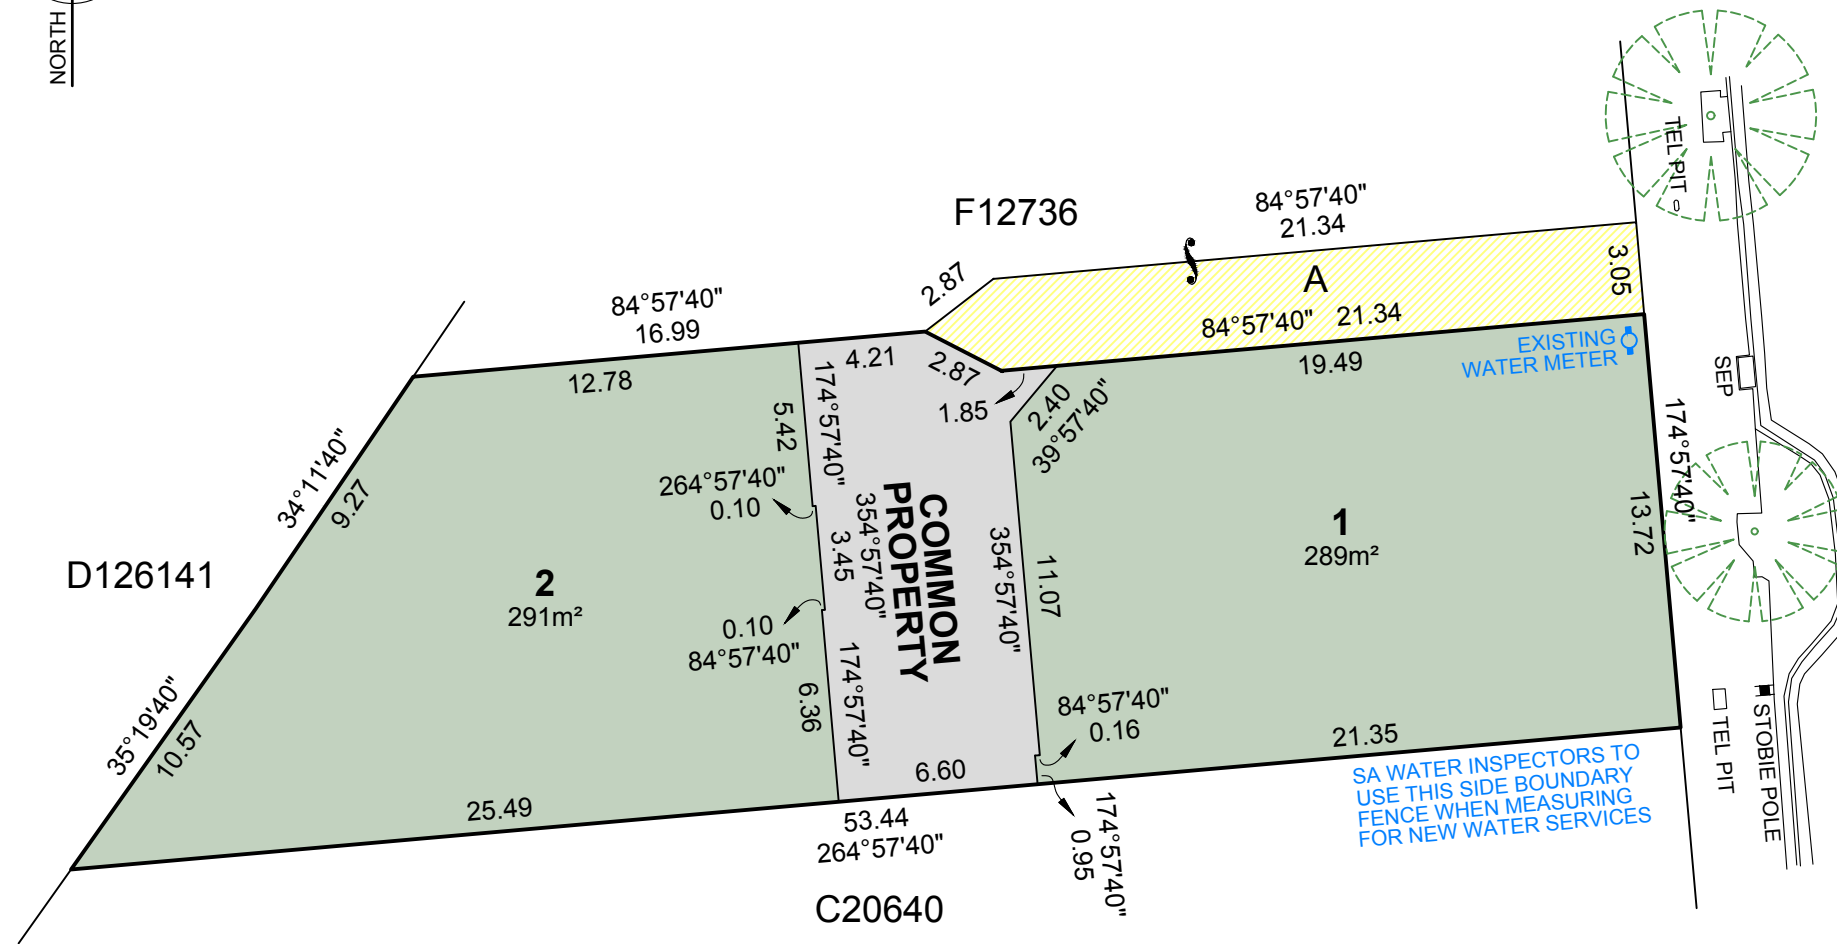 NORTH
TEL PIT
F12736
84°57'40"
21.34
2.87
A
3.05
84°57'40"
16.99
84°57'40" 21.34
EXISTING
WATER METER
4.21
2.87
19.49
12.78
SEP
174°57'40"
5.42
1.85
2.40
39°57'40"
174°57'40"
34°11'40"
9.27
264°57'40"
0.10
354°57'40"
3.45
COMMON
PROPERTY
354°57'40"
11.07
1
289m²
13.72
D126141
2
291m²
0.10
84°57'40"
174°57'40"
6.36
35°19'40"
10.57
84°57'40"
0.16
21.35
TEL PIT
STOBIE POLE
6.60
25.49
53.44
264°57'40"
174°57'40"
0.95
SA WATER INSPECTORS TO
USE THIS SIDE BOUNDARY
FENCE WHEN MEASURING
FOR NEW WATER SERVICES
C20640